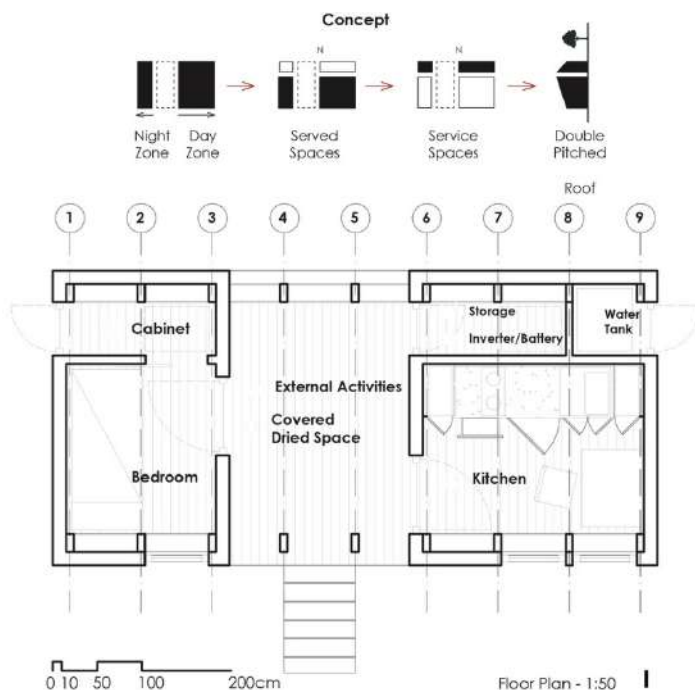 Concept
N
N
Night
Zone
Day
Zone
Served
Spaces
Service
Spaces
Double
Pitched
Roof
1
2
3
4
5
6
7
8
9
Cabinet
Storage
Inverter/Battery
Water
Tank
External Activities
Covered
Dried Space
Bedroom
Kitchen
0 10 50 100 200cm
Floor Plan - 1:50